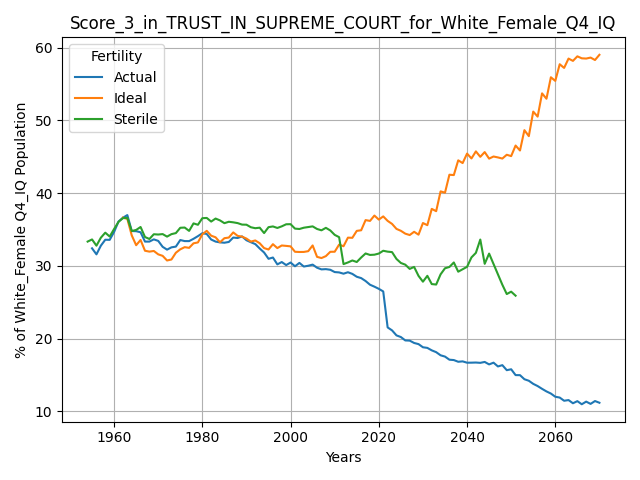 Score_3_in_TRUST_IN_SUPREME_COURT_for_White_Female_Q4_IQ
Fertility
Actual
Ideal
Sterile
% of White_Female Q4_IQ Population
60
50
40
30
20
10
1960
1980
2000
2020
2040
2060
Years